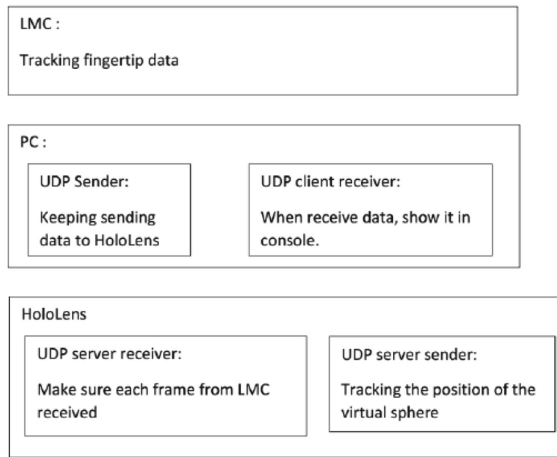 LMC :
Tracking fingertip data
PC :
UDP Sender:
Keeping sending
data to HoloLens
UDP client receiver:
When receive data, show it in
console.
HoloLens
UDP server receiver:
Make sure each frame from LMC
received
UDP server sender:
Tracking the position of the
virtual sphere